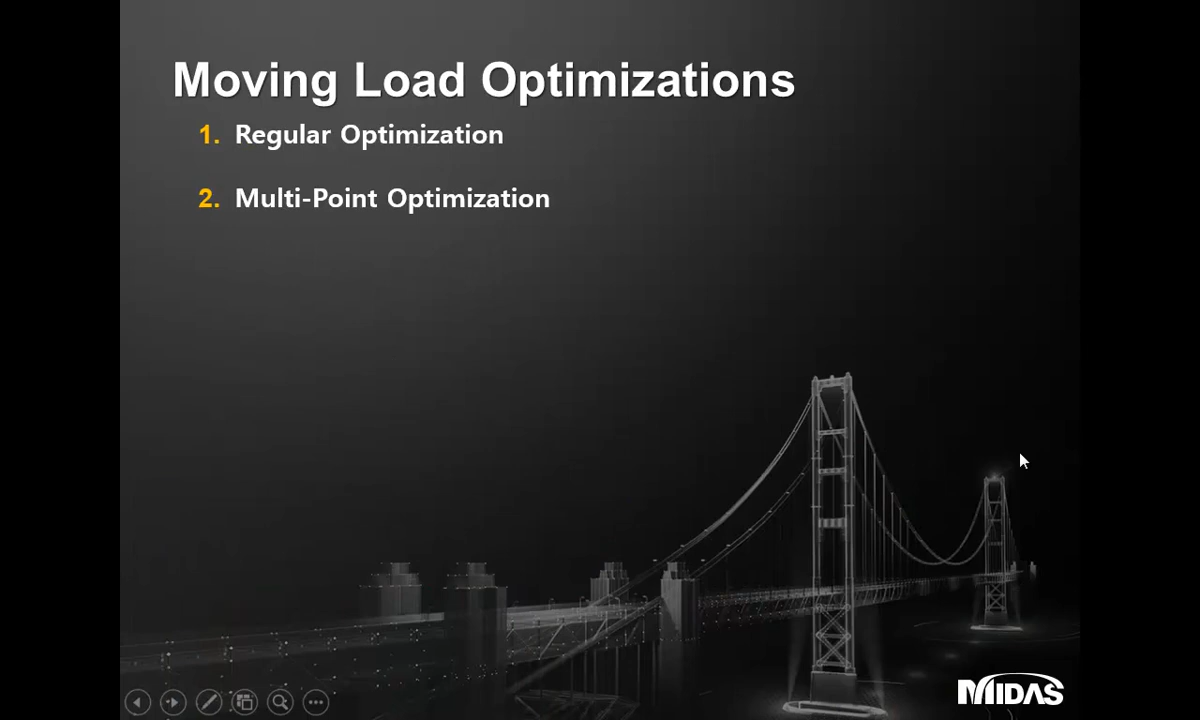 Moving Load Optimizations
1. Regular Optimization
2. Multi-Point Optimization
MIDAS